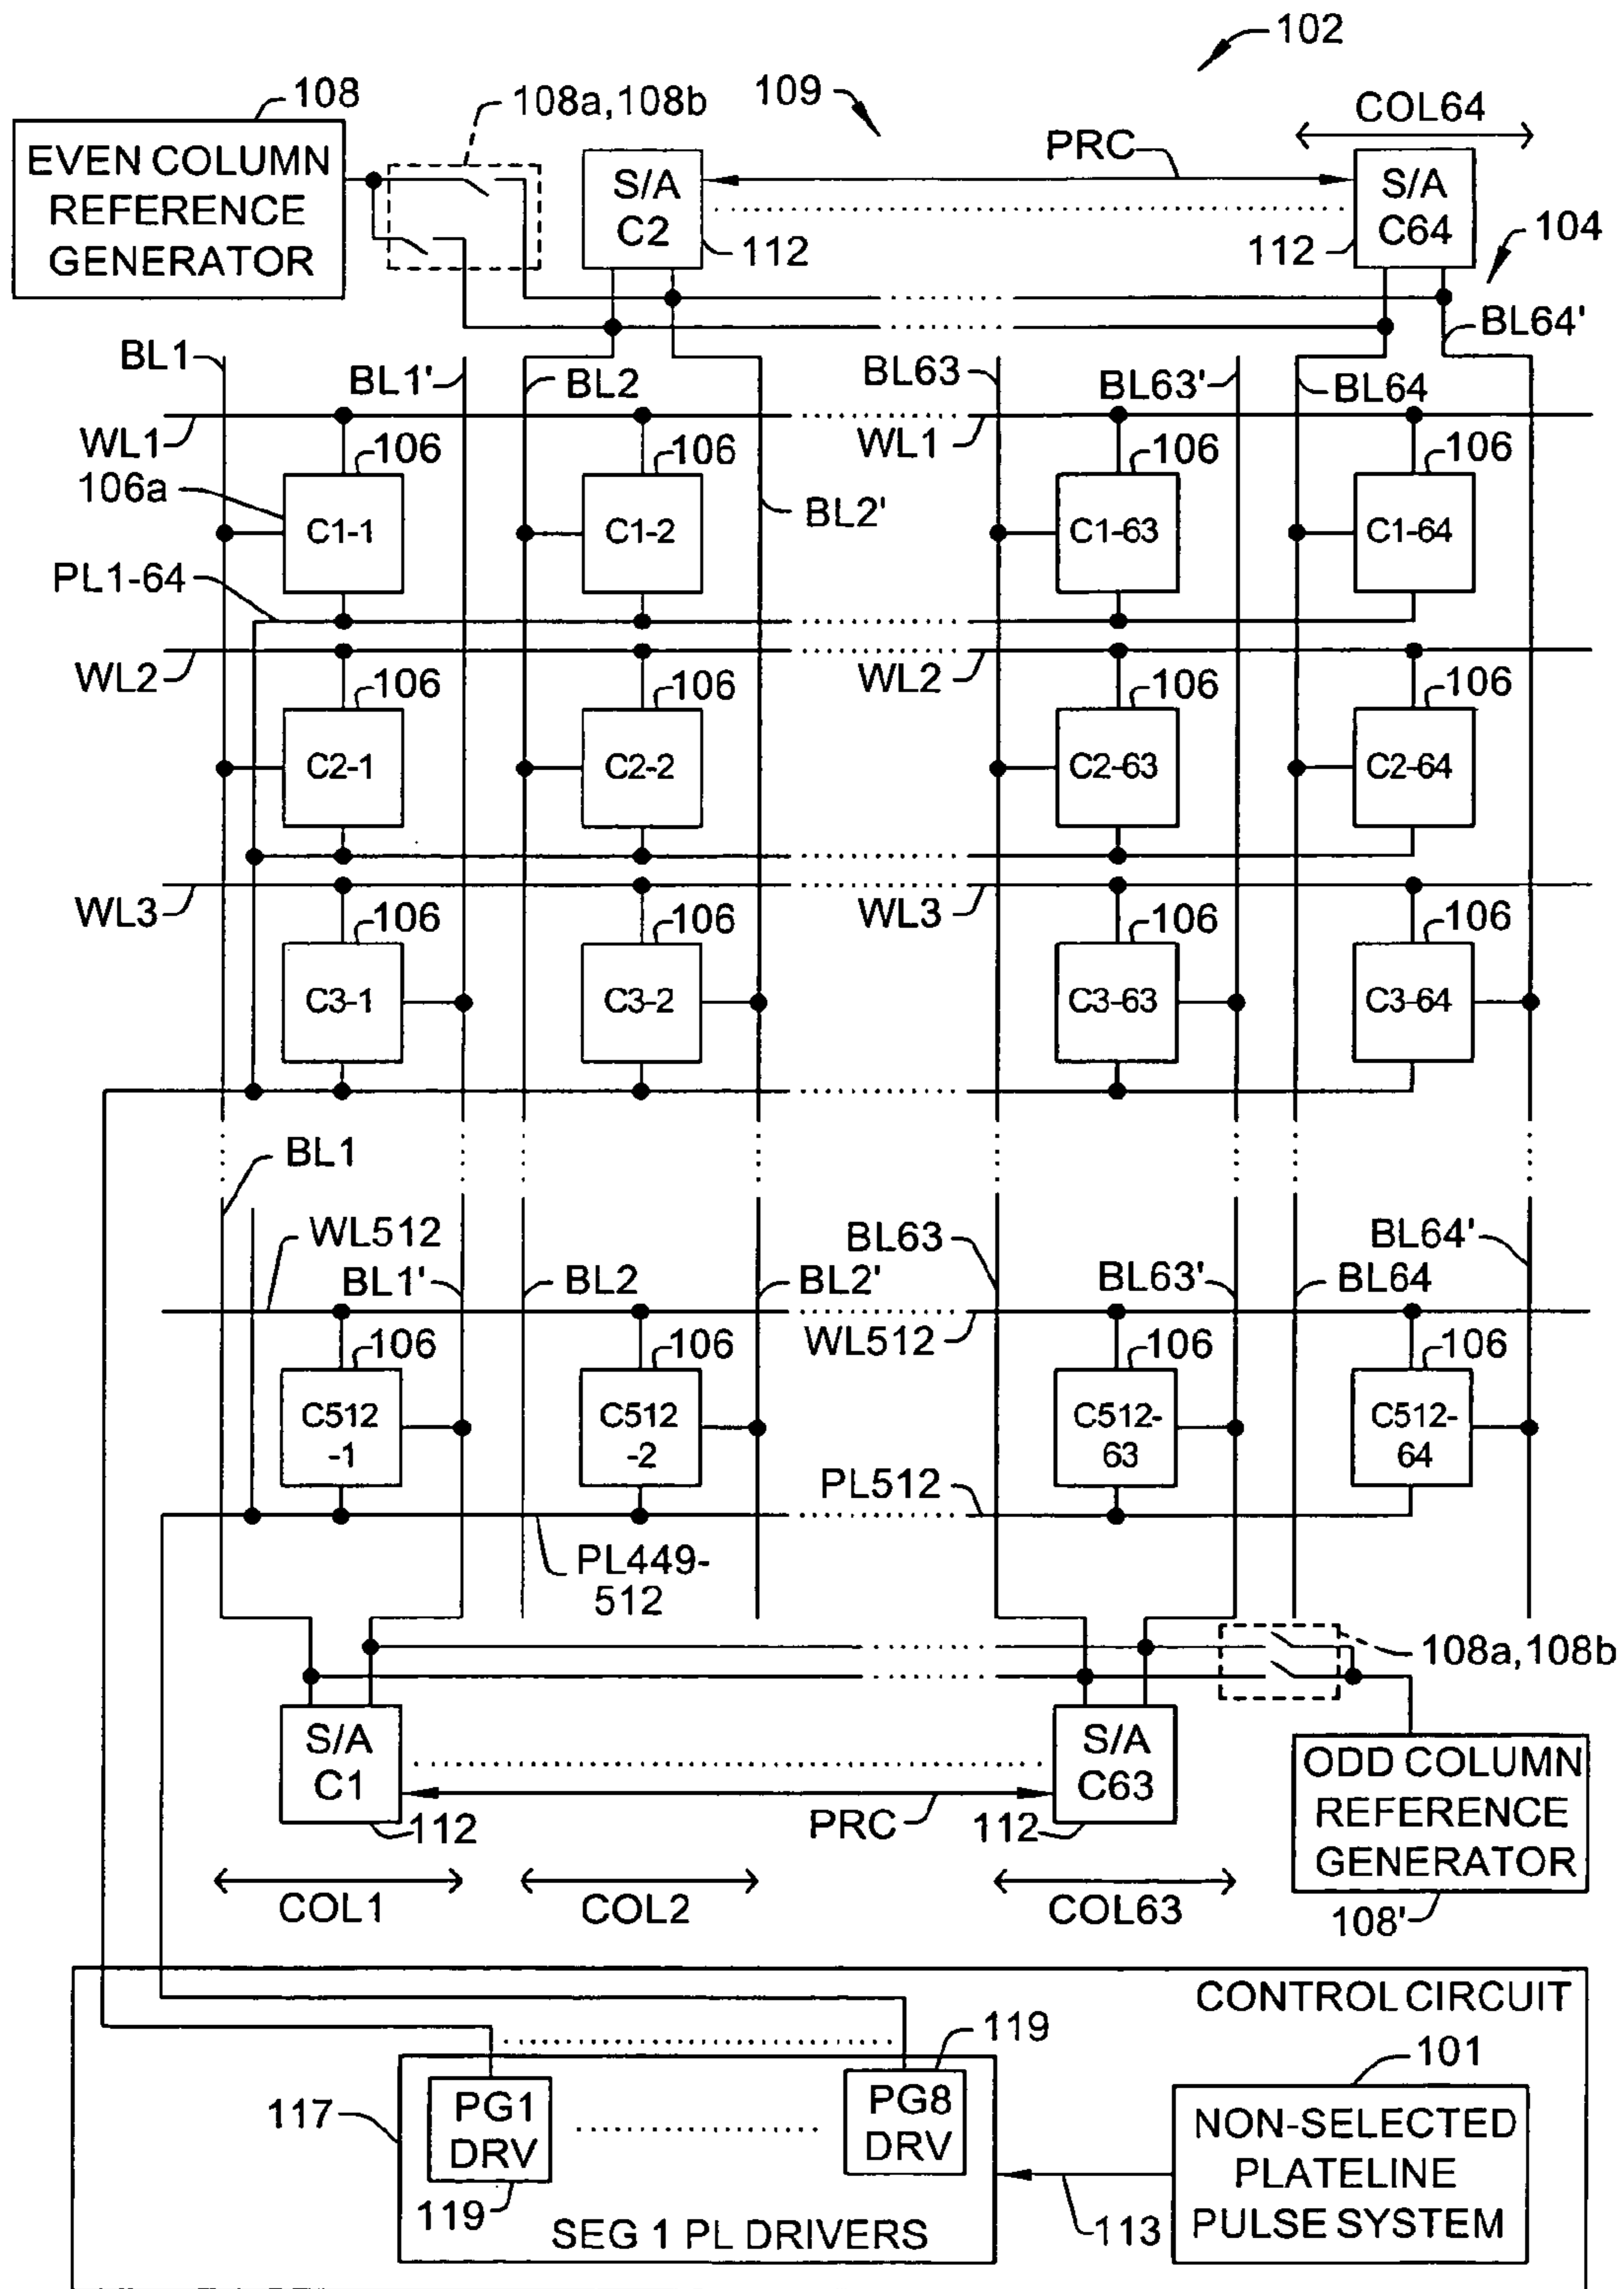 102
108
108a,108b
109
COL64
EVEN COLUMN
REFERENCE
GENERATOR
S/A
C2
PRC
S/A
C64
112
112
104
BL64'
BL1
BL1'
BL2
BL63
BL63'
BL64
WL1
WL1
106
106
106
106
106a
BL2'
C1-1
C1-2
C1-63
C1-64
PL1-64
WL2
WL2
106
106
106
106
C2-1
C2-2
C2-63
C2-64
WL3
WL3
106
106
106
106
C3-1
C3-2
C3-63
C3-64
BL1
WL512
BL63
BL64'
BL1'
BL2
BL2'
BL63'
BL64
WL512
106
106
106
106
C512
-1
C512
-2
C512-
63
C512-
64
PL512
PL449-
512
108a,108b
S/A
C1
S/A
C63
PRC
112
112
ODD COLUMN
REFERENCE
GENERATOR
108'
COL1
COL2
COL63
CONTROL CIRCUIT
119
101
117
PG1
DRV
PG8
DRV
NON-SELECTED
PLATELINE
PULSE SYSTEM
119
SEG 1 PL DRIVERS
113